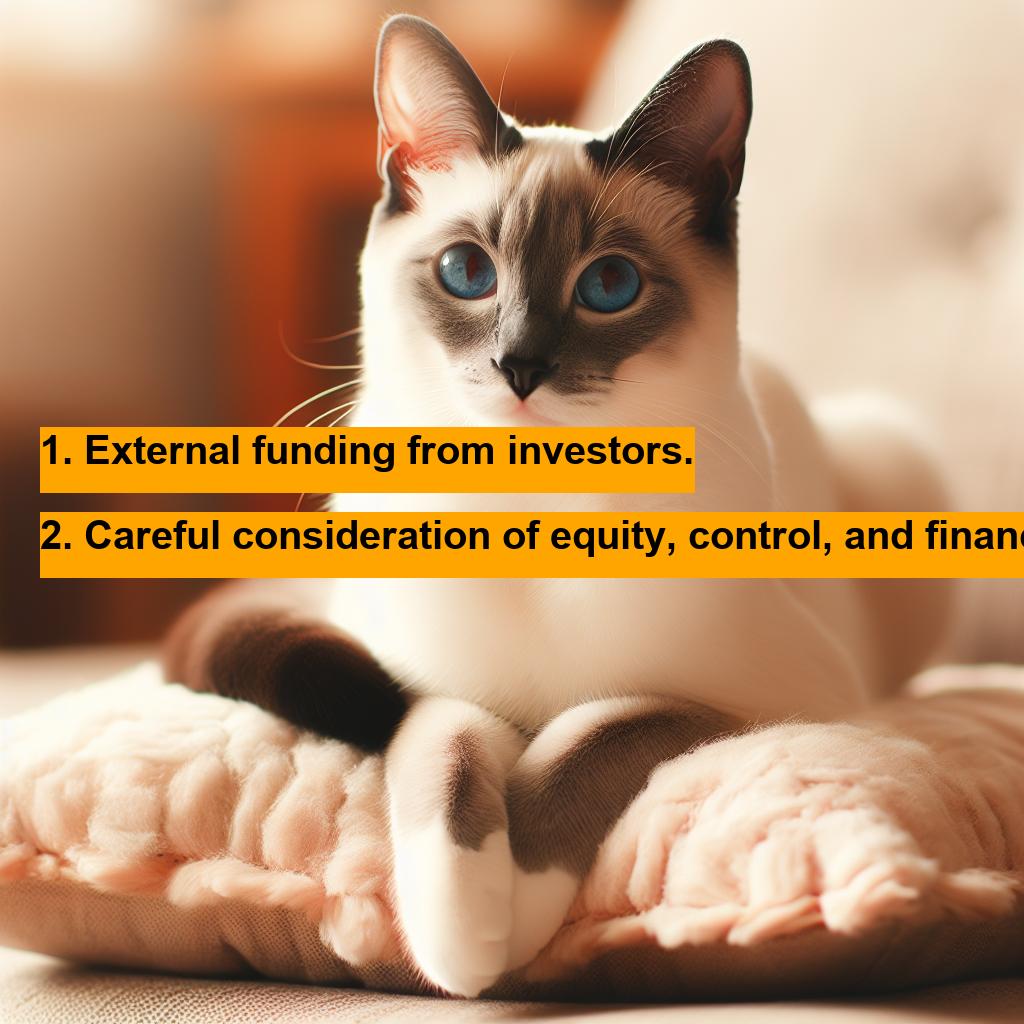 1. External funding from investors.
2. Careful consideration of equity, control, and